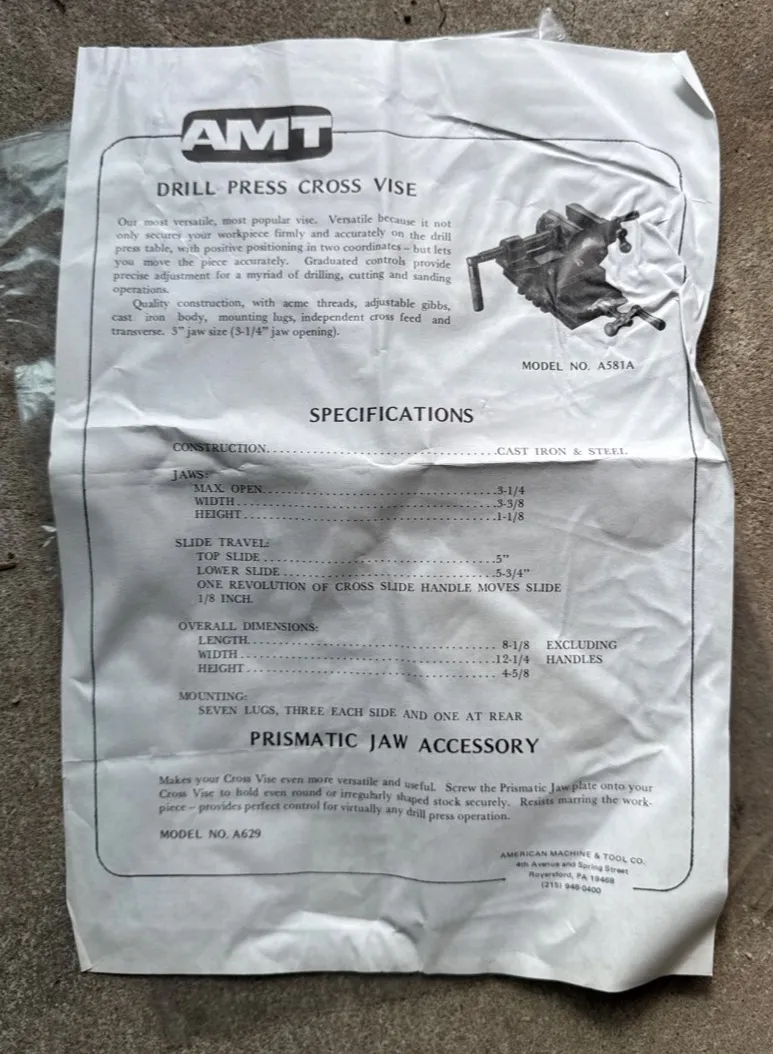 AMT
DRILL PRESS CROSS VISE
Our most versatile, most popular vise. Versatile because it not
only secures your workpiece firmly and accurately on the drill
press table, with positive positioning in two coordinates – but lets
you move the piece accurately. Graduated controls provide
precise adjustment for a myriad of drilling, cutting and sanding
operations.
Quality construction, with acme threads, adjustable gibbs,
cast iron body, mounting lugs, independent cross feed and
transverse. 3" jaw size (3-1/4" jaw opening).
MODEL NO. A581A
SPECIFICATIONS
CONSTRUCTION..............................CAST IRON & STEEL
JAWS:
MAX. OPEN..............................3-1/4
WIDTH..............................3-3/8
HEIGHT..............................1-1/8
SLIDE TRAVEL:
TOP SLIDE..............................5"
LOWER SLIDE..............................5-3/4"
ONE REVOLUTION OF CROSS SLIDE HANDLE MOVES SLIDE
1/8 INCH.
OVERALL DIMENSIONS:
LENGTH.............................. 8-1/8 EXCLUDING
WIDTH..............................12-1/4 HANDLES
HEIGHT.............................. 4-5/8
MOUNTING:
SEVEN LUGS, THREE EACH SIDE AND ONE AT REAR
PRISMATIC JAW ACCESSORY
Makes your Cross Vise even more versatile and useful. Screw the Prismatic Jaw plate onto your
Cross Vise to hold even round or irregularly shaped stock securely. Resists marring the work-
piece – provides perfect control for virtually any drill press operation.
MODEL NO. A629
AMERICAN MACHINE & TOOL CO.
4th Avenue and Spring Street
Royersford, PA 19468
(215) 948-0400